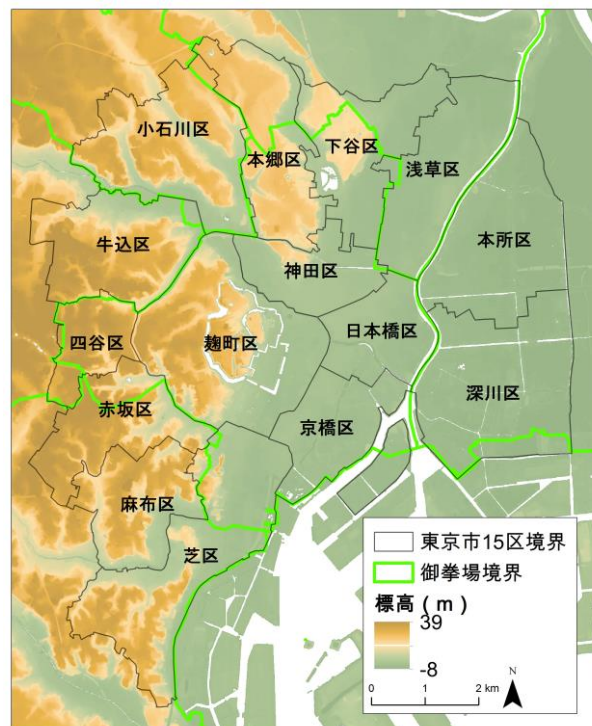 小石川区
本郷区
下谷区
浅草区
牛込区
本所区
神田区
四谷区
麹町区
日本橋区
赤坂区
深川区
京橋区
麻布区
芝区
東京市15区境界
御拳場境界
標高（m）
39
-8
N
0 1 2 km